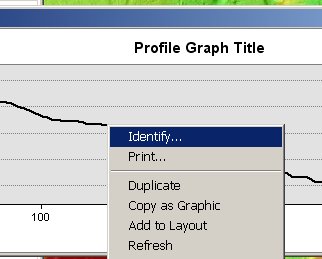 Profile Graph Title
Identify...
Print...
Duplicate
Copy as Graphic
Add to Layout
Refresh
100